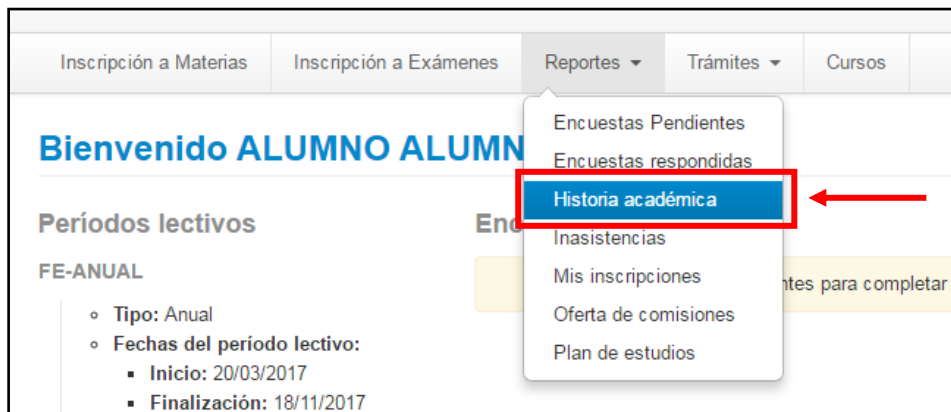 Inscripción a Materias Inscripción a Exámenes Reportes Trámites Cursos
Bienvenido ALUMNO ALUMN
Períodos lectivos
FE-ANUAL
Tipo: Anual
Fechas del período lectivo:
Inicio: 20/03/2017
Finalización: 18/11/2017
Encuestas Pendientes
Encuestas respondidas
Historia académica
Inasistencias
Mis inscripciones
Oferta de comisiones
Plan de estudios
Enc
para completar